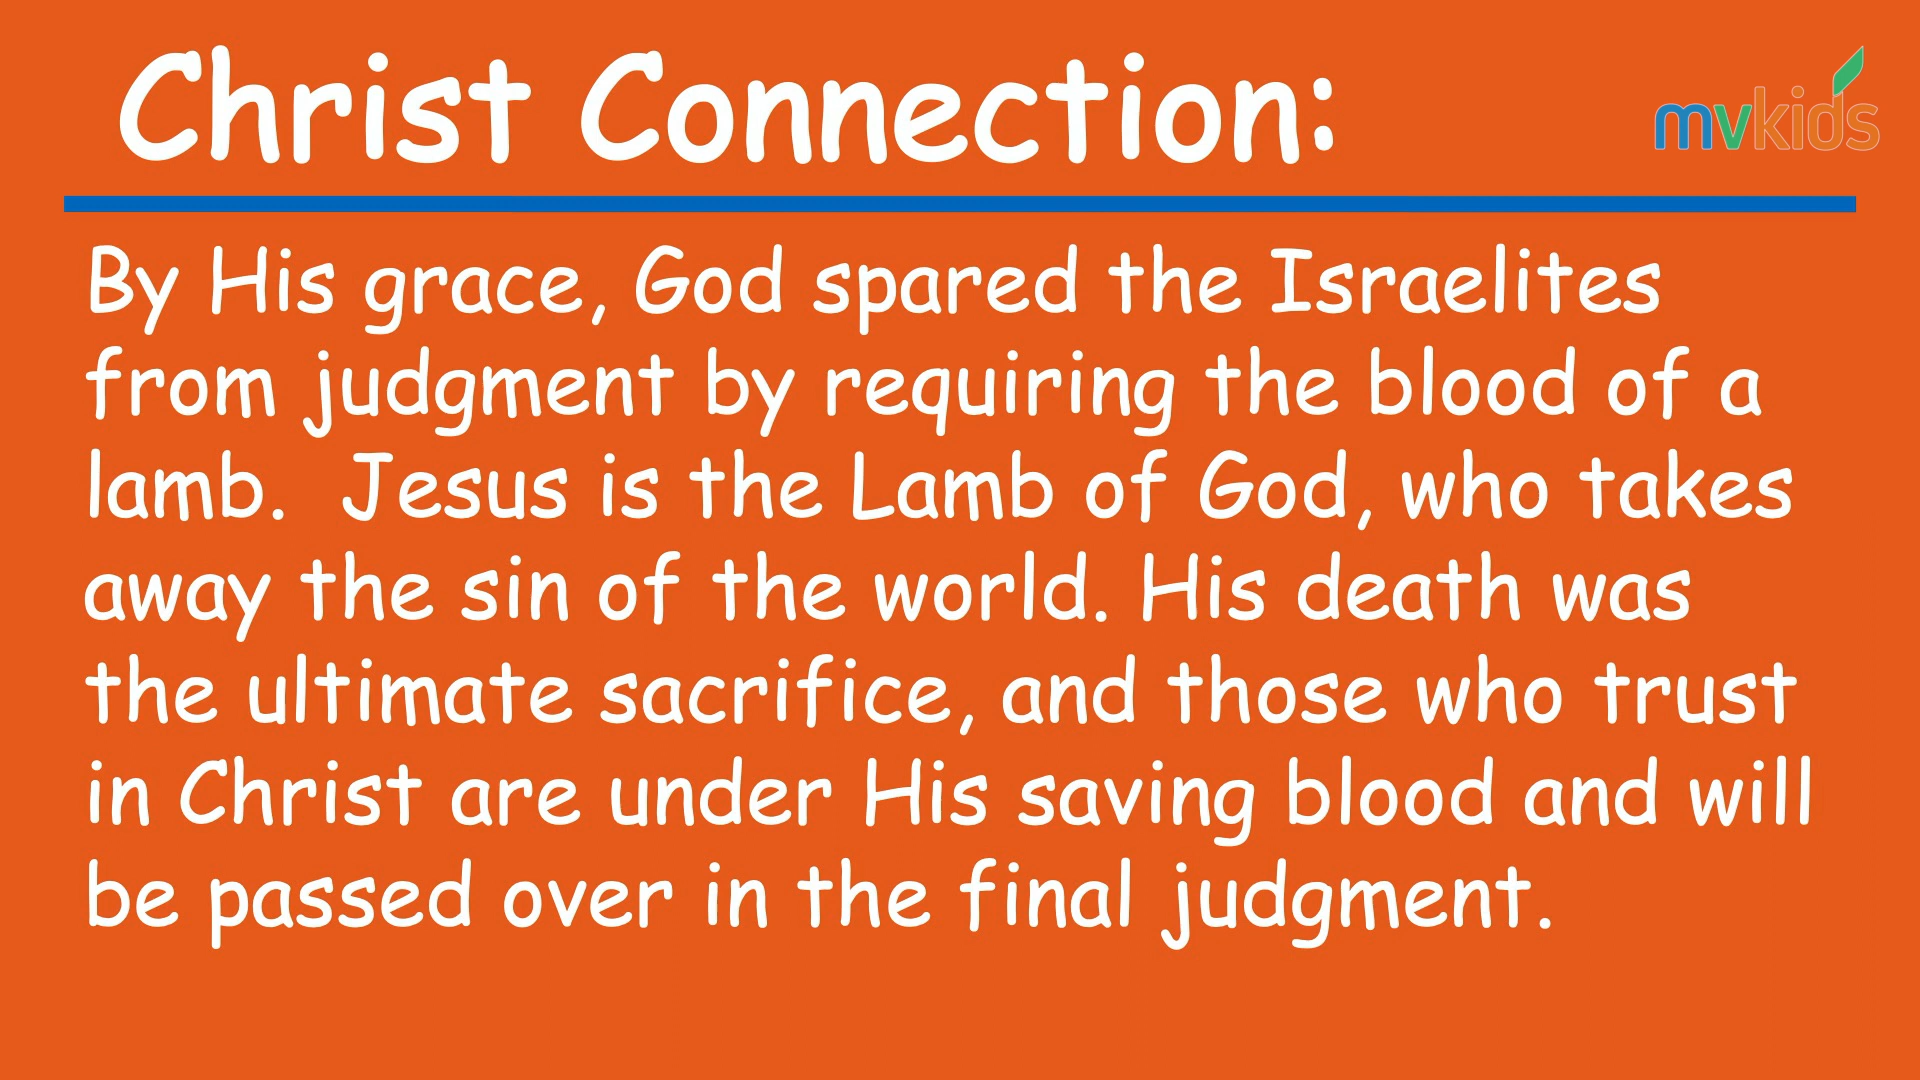 Christ Connection:
mvkids
By His grace, God spared the Israelites
from judgment by requiring the blood of a
lamb.  Jesus is the Lamb of God, who takes
away the sin of the world. His death was
the ultimate sacrifice, and those who trust
in Christ are under His saving blood and will
be passed over in the final judgment.